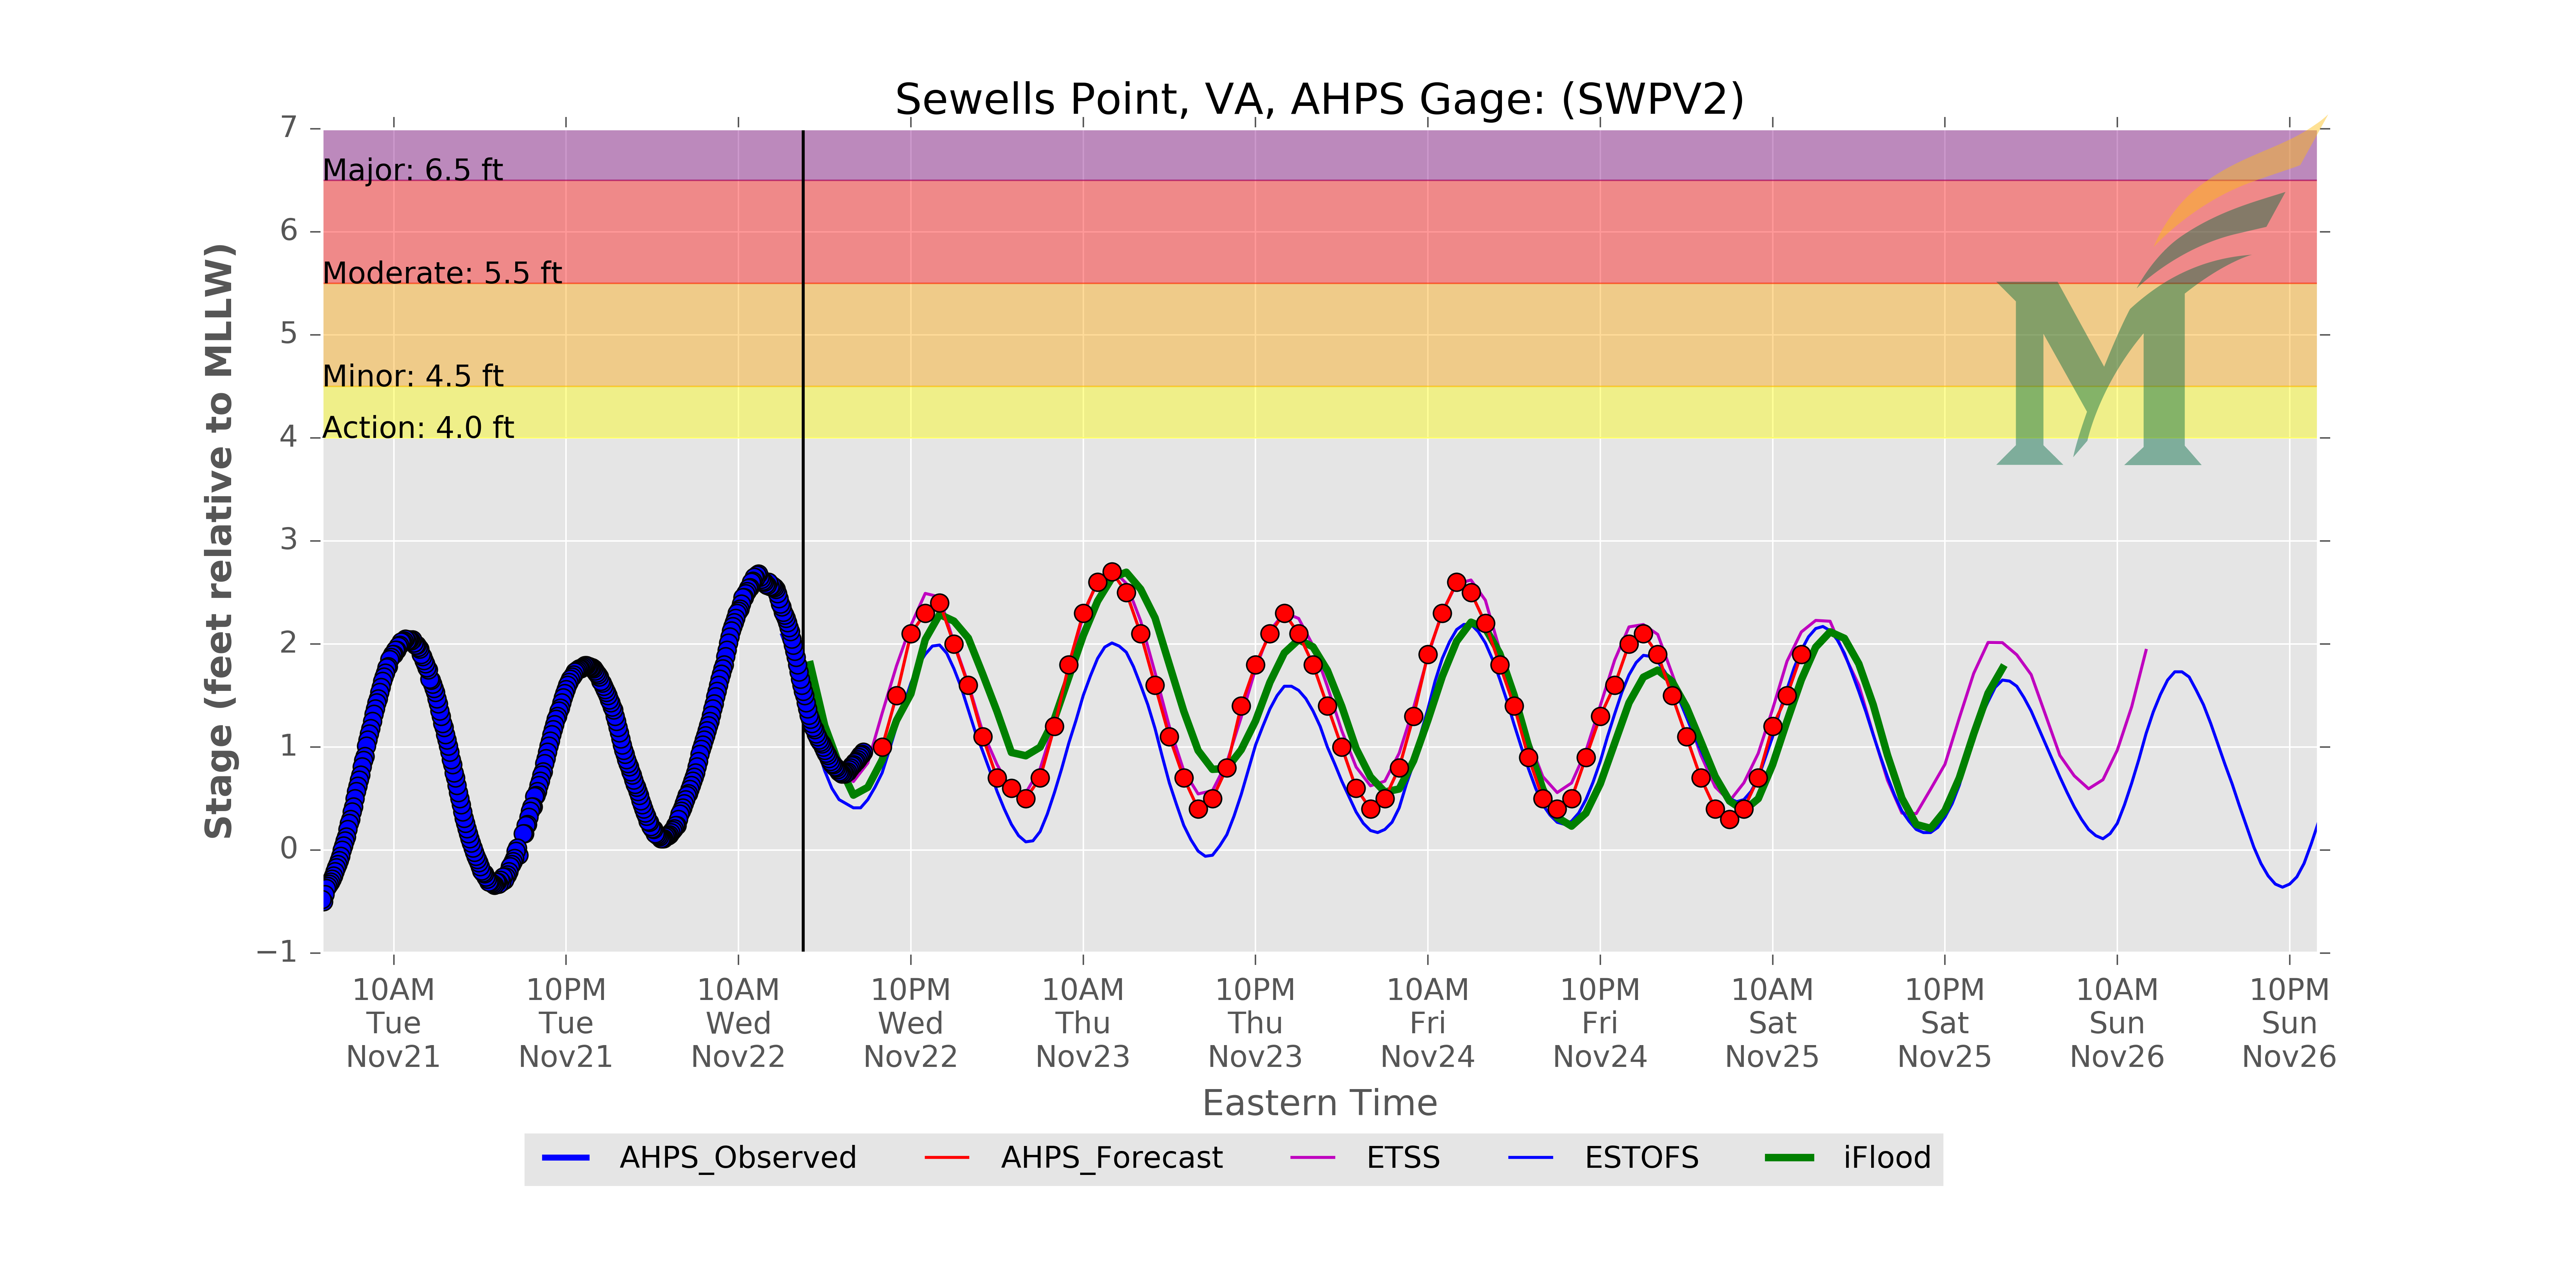 Sewells Point, VA, AHPS Gage: (SWPV2)
Stage (feet relative to MLLW)
7
6
5
4
3
2
1
0
−1
Major: 6.5 ft
Moderate: 5.5 ft
Minor: 4.5 ft
Action: 4.0 ft
M
10AM Tue Nov21
10PM Tue Nov21
10AM Wed Nov22
10PM Wed Nov22
10AM Thu Nov23
10PM Thu Nov23
10AM Fri Nov24
10PM Fri Nov24
10AM Sat Nov25
10PM Sat Nov25
10AM Sun Nov26
10PM Sun Nov26
Eastern Time
AHPS_Observed AHPS_Forecast ETSS ESTOFS iFlood